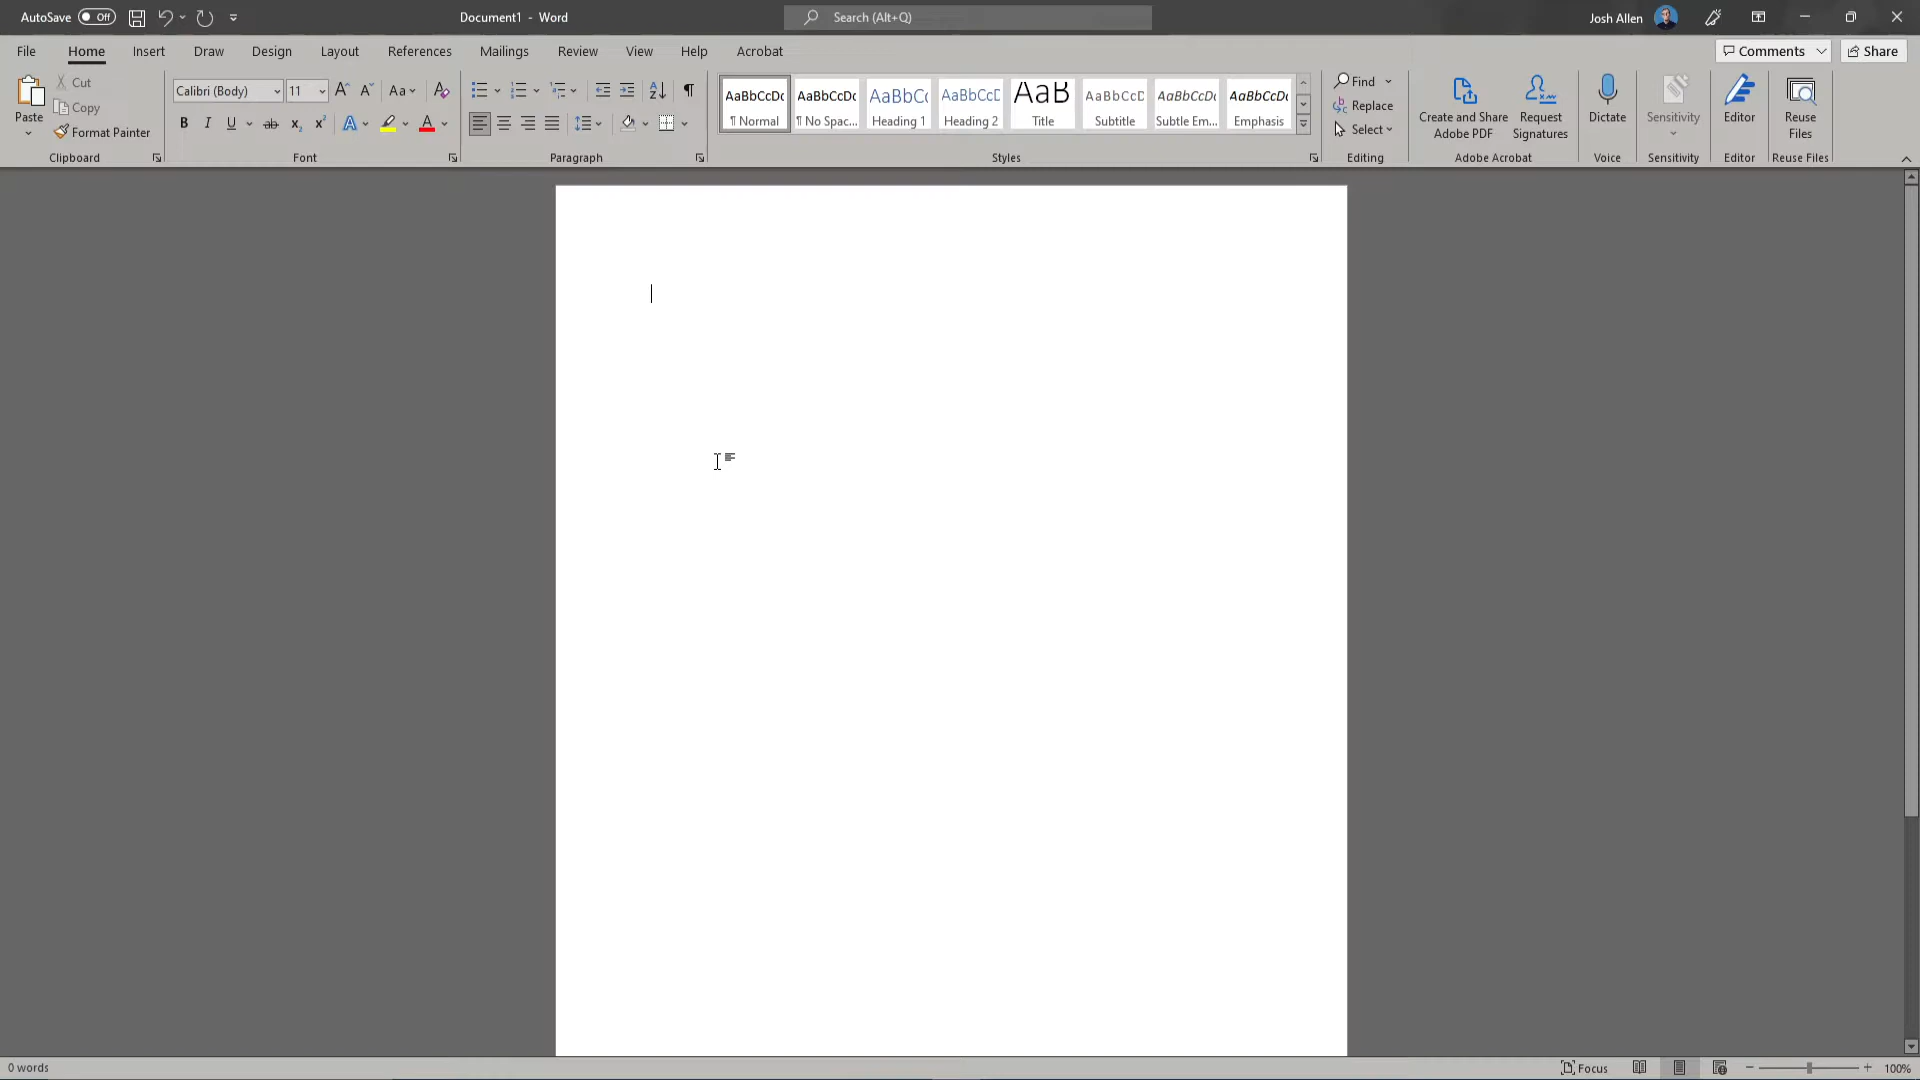 AutoSave Off Document1 - Word Search (Alt+Q) Josh Allen
File Home Insert Draw Design Layout References Mailings Review View Help Acrobat Comments Share
Paste
Cut
Copy
Format Painter
Clipboard
Calibri (Body) 11
Font
Paragraph
AaBbCcDc AaBbCcDc AaBbCc AaBbCcD AaB AaBbCcD AaBbCcDc AaBbCcDc
¶ Normal ¶ No Spac... Heading 1 Heading 2 Title Subtitle Subtle Em... Emphasis
Styles
Find
Replace
Select
Editing
Create and Share
Adobe PDF
Request
Signatures
Adobe Acrobat
Dictate
Voice
Sensitivity
Sensitivity
Editor
Editor
Reuse
Files
Reuse Files
0 words Focus 100%